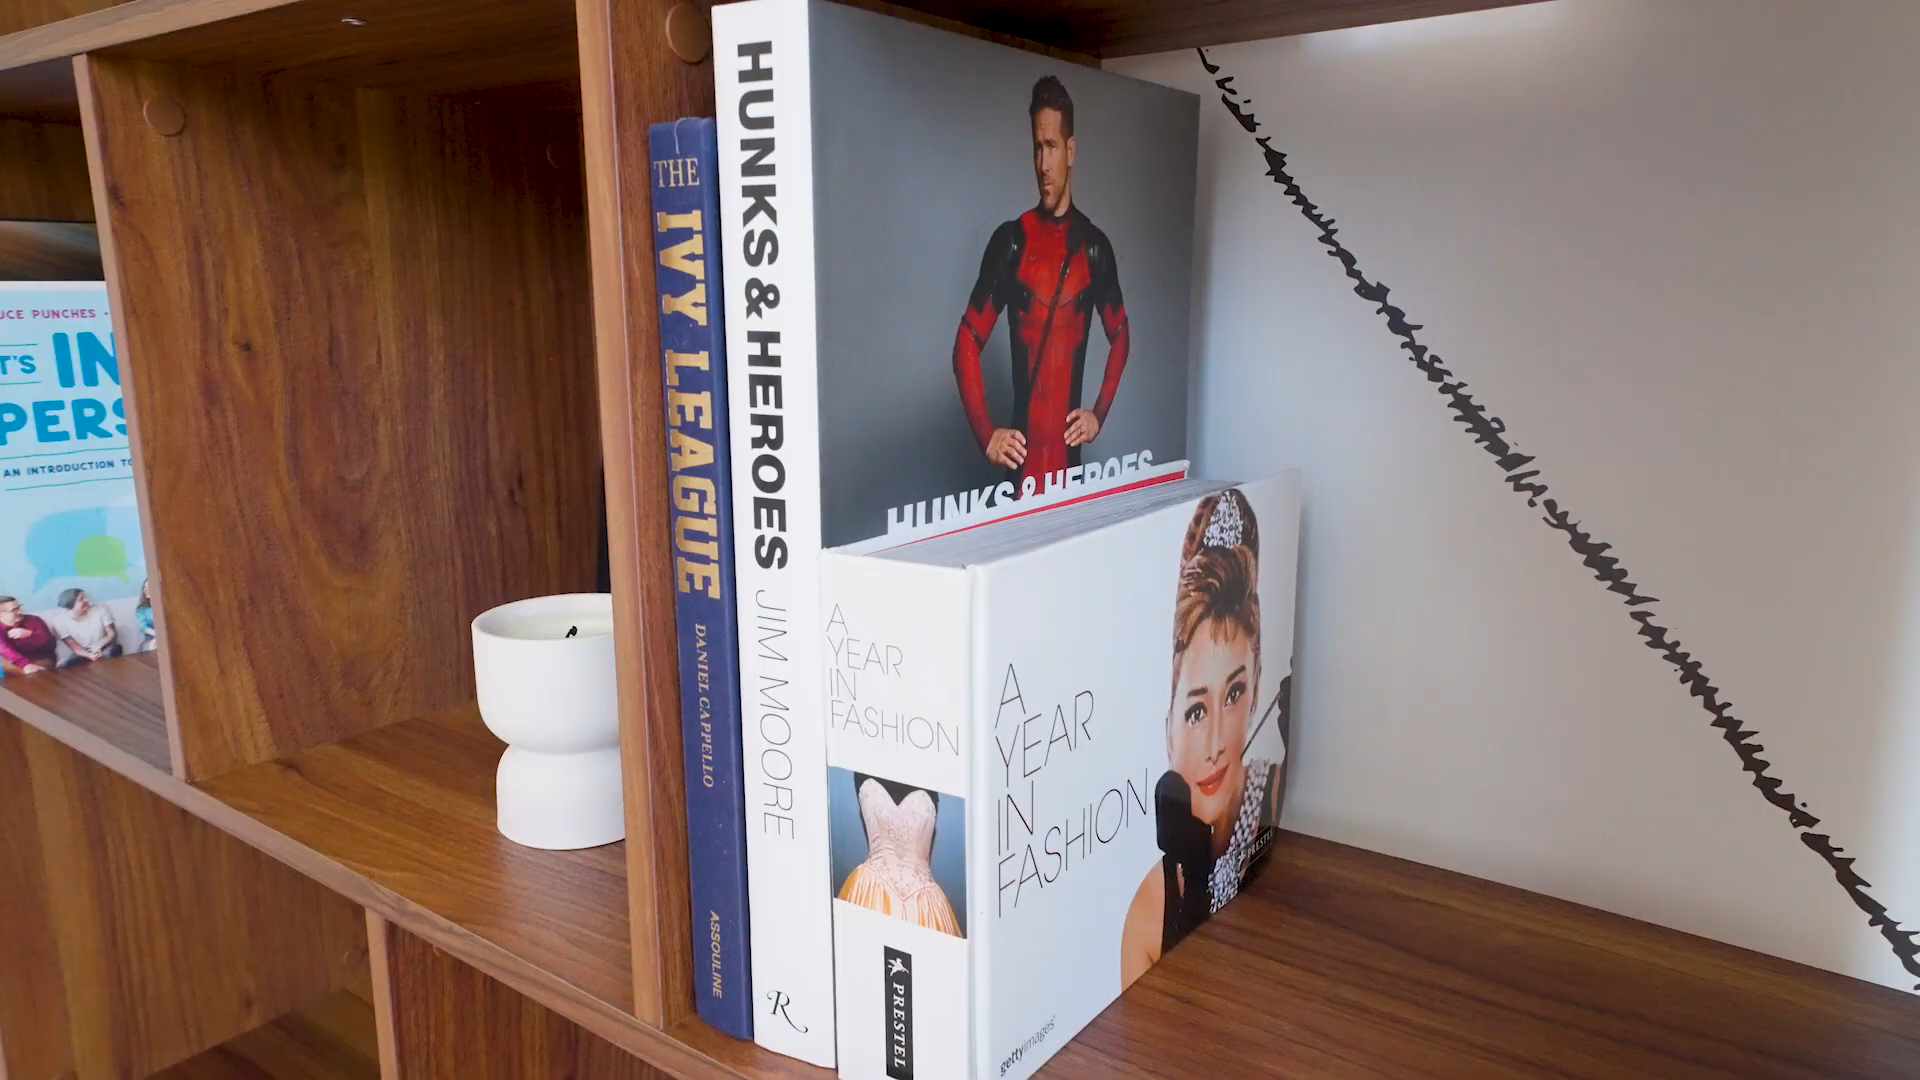 UCE PUNCHES •
T'S IN
PERS
AN INTRODUCTION TO
THE IVY LEAGUE
DANIEL CAPPELLO
ASSOULINE
HUNKS & HEROES JIM MOORE
R
HUNKS & HEROES
A
YEAR
IN
FASHION
PRESTEL
A
YEAR
IN
FASHION
PRESTEL
gettyimages